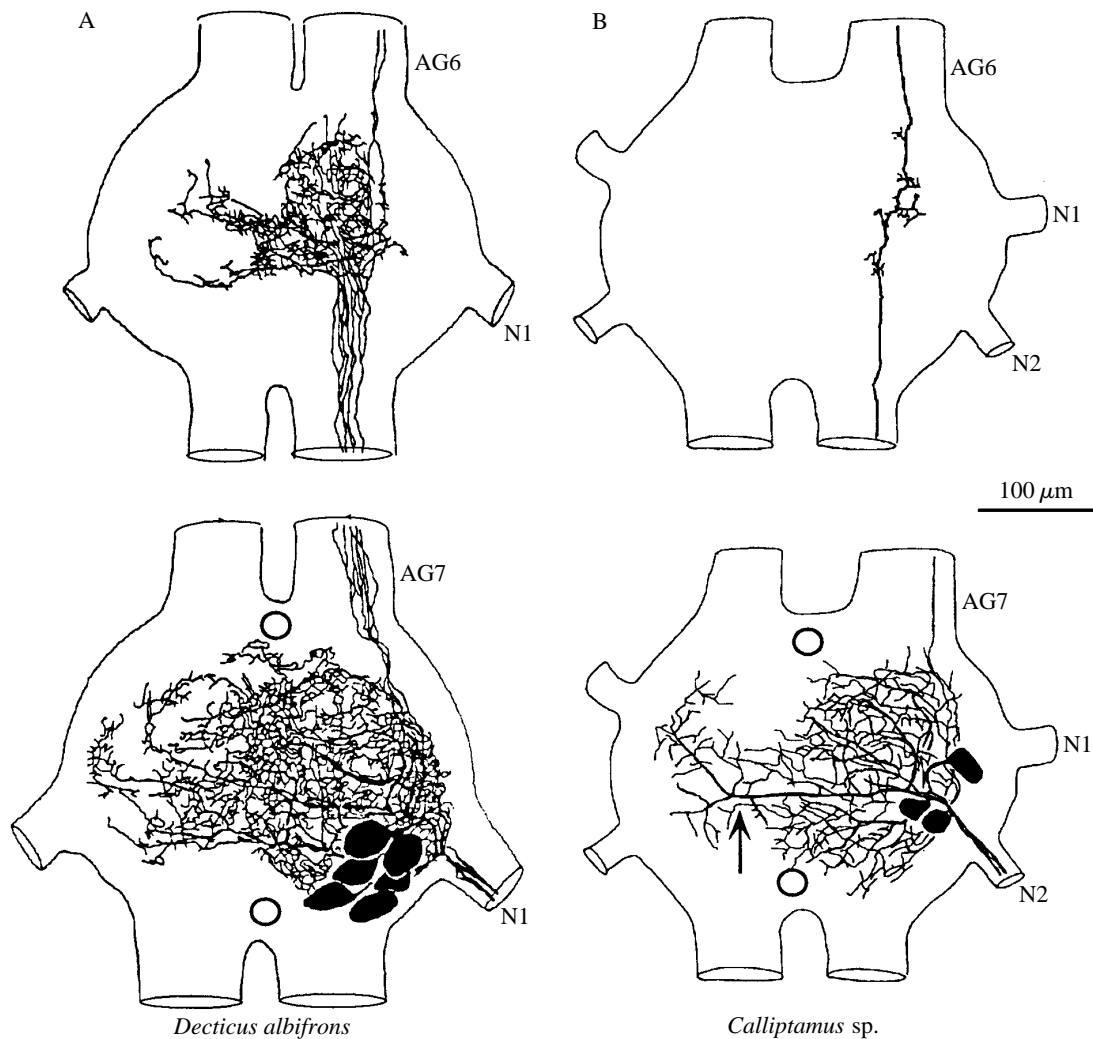 A
B
AG6
AG6
N1
N1
N2
100 μm
AG7
AG7
N1
N1
N2
Decticus albifrons
Calliptamus sp.